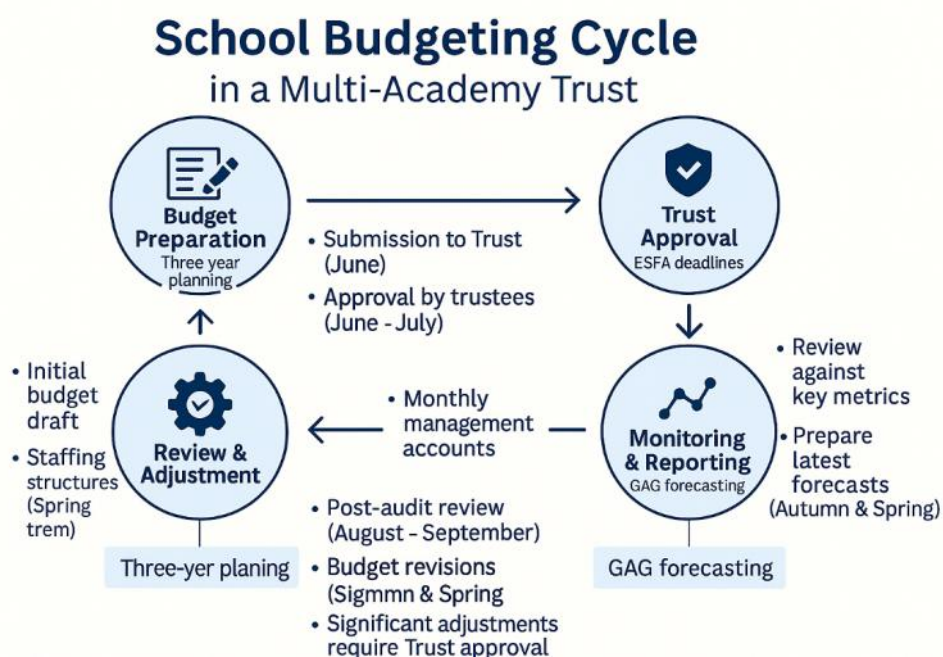 School Budgeting Cycle
in a Multi-Academy Trust
Budget
Preparation
Three year
planning
• Submission to Trust
(June)
• Approval by trustees
(June - July)
Trust
Approval
ESFA deadlines
• Initial
budget
draft
• Staffing
structures
(Spring
trem)
Review &
Adjustment
Three-yer planing
• Monthly
management
accounts
Monitoring
& Reporting
GAG forecasting
GAG forecasting
• Review
against
key metrics
• Prepare
latest
forecasts
(Autumn & Spring)
• Post-audit review
(August - September)
• Budget revisions
(Sigmmn & Spring
• Significant adjustments
require Trust approval